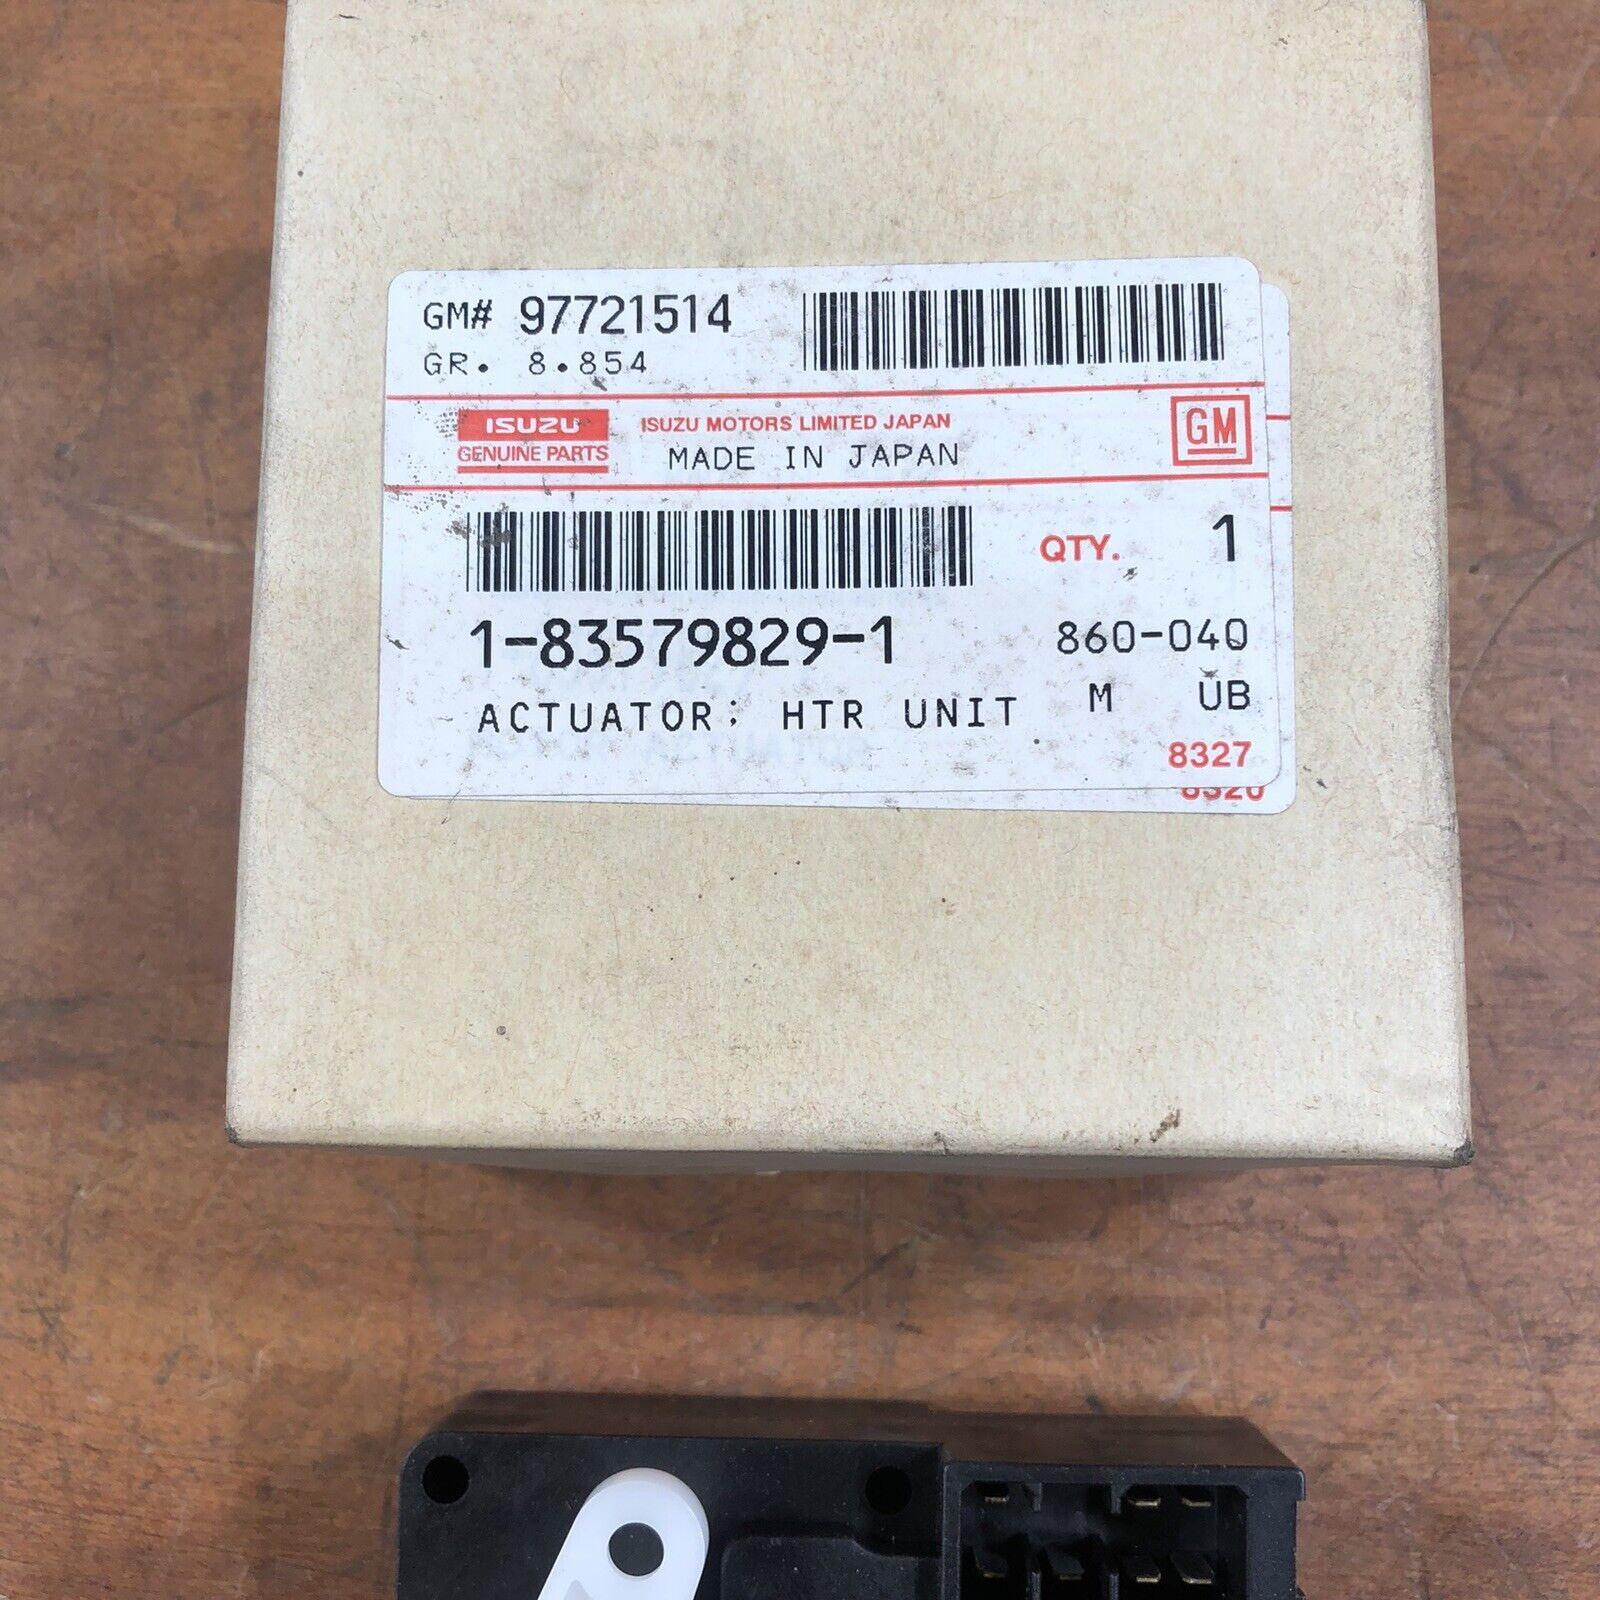 GM# 97721514
GR. 8.854
ISUZU
GENUINE PARTS
ISUZU MOTORS LIMITED JAPAN
MADE IN JAPAN
GM
QTY. 1
1-83579829-1 860-040
ACTUATOR; HTR UNIT M UB
8327
8320